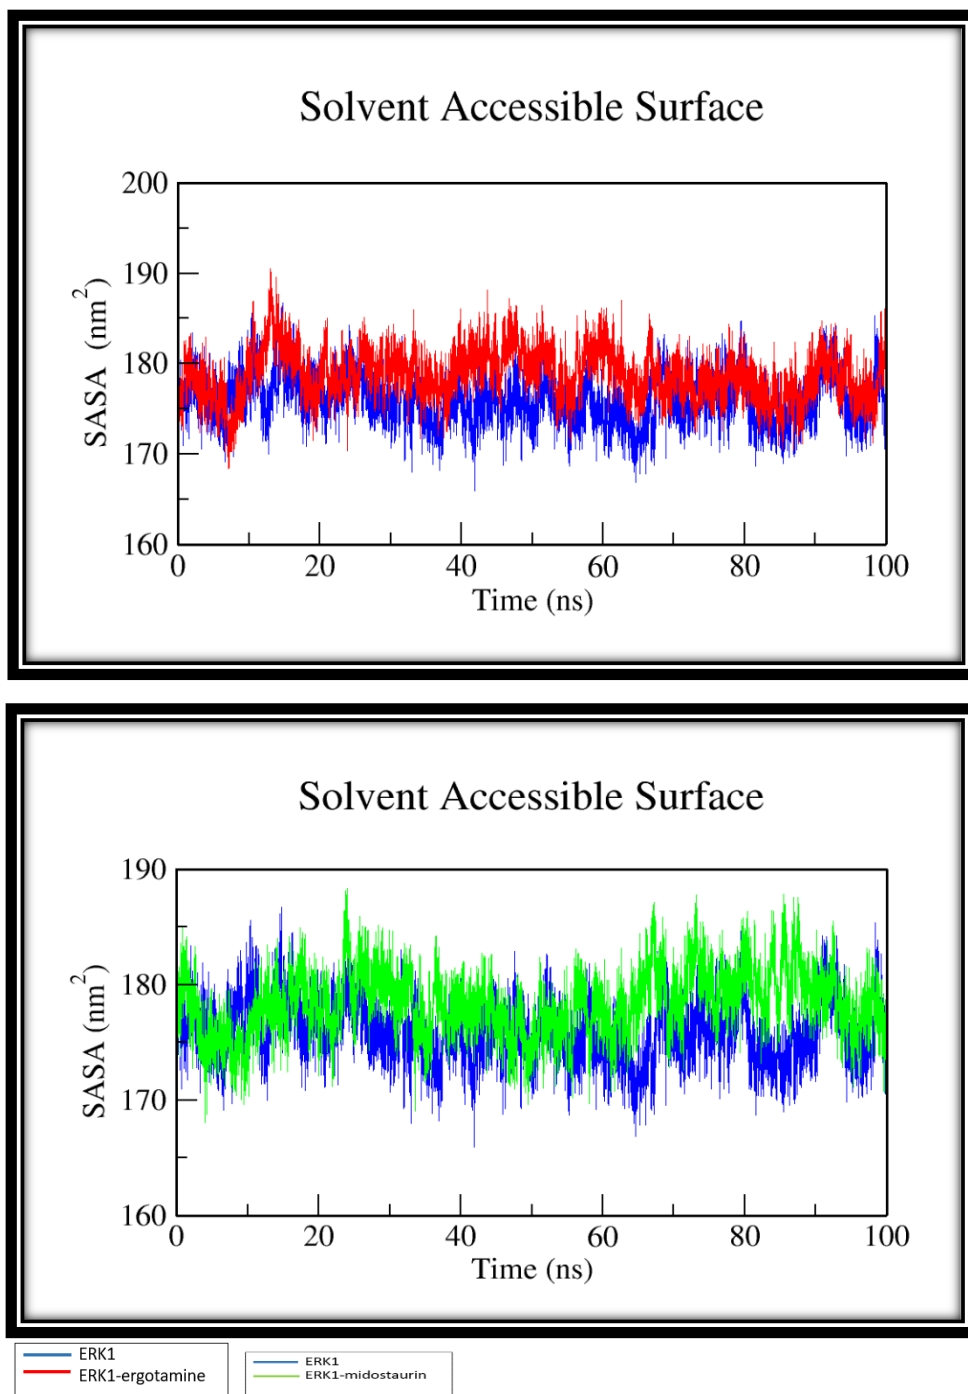 Solvent Accessible Surface
200
190
180
170
160
SASA (nm²)
0 20 40 60 80 100
Time (ns)
Solvent Accessible Surface
190
180
170
160
SASA (nm²)
0 20 40 60 80 100
Time (ns)
ERK1
ERK1-ergotamine
ERK1
ERK1-midostaurin